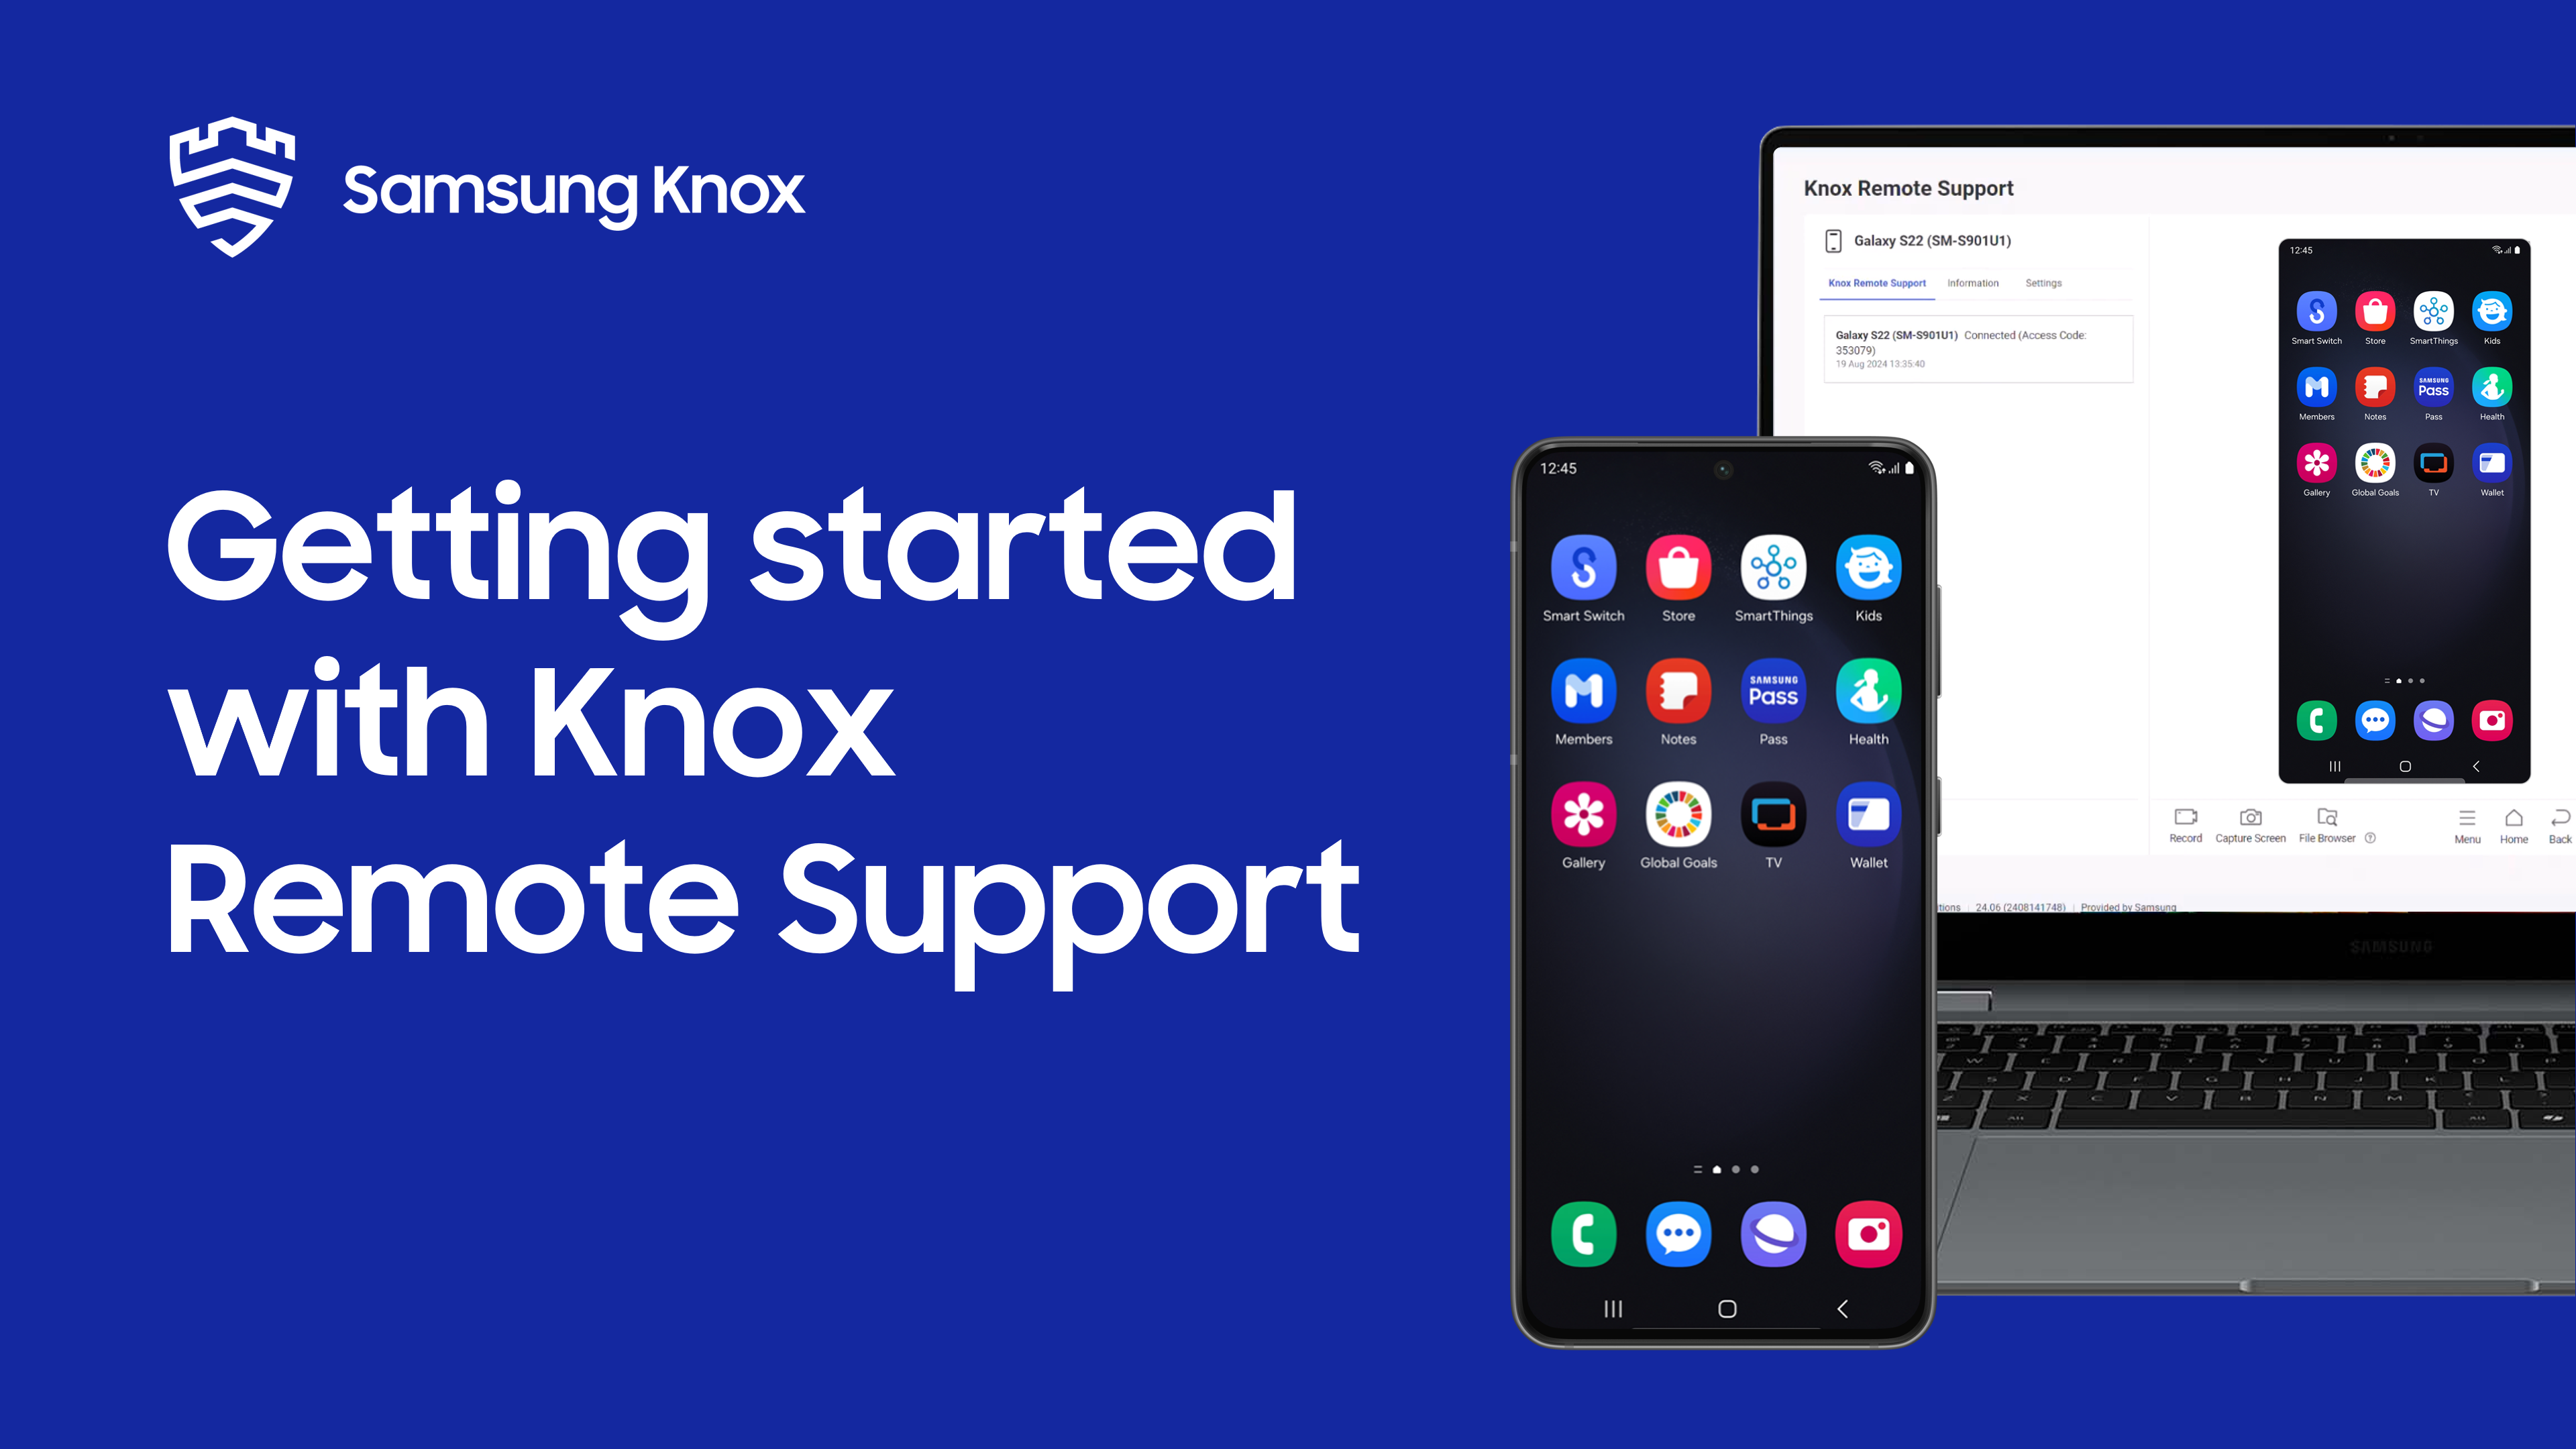 Samsung Knox
Getting started
with Knox
Remote Support
Knox Remote Support
Galaxy S22 (SM-S901U1)
Knox Remote Support Information Settings
Galaxy S22 (SM-S901U1) Connected (Access Code:
353079)
19 Aug 2024 13:35:40
12:45
Smart Switch Store SmartThings Kids
SAMSUNG
Pass
Members Notes Pass Health
Gallery Global Goals TV Wallet
Record Capture Screen File Browser Menu Home Back
24.06 (2408141748) | Provided by Samsung
SAMSUNG
12:45
Smart Switch Store SmartThings Kids
SAMSUNG
Pass
Members Notes Pass Health
Gallery Global Goals TV Wallet